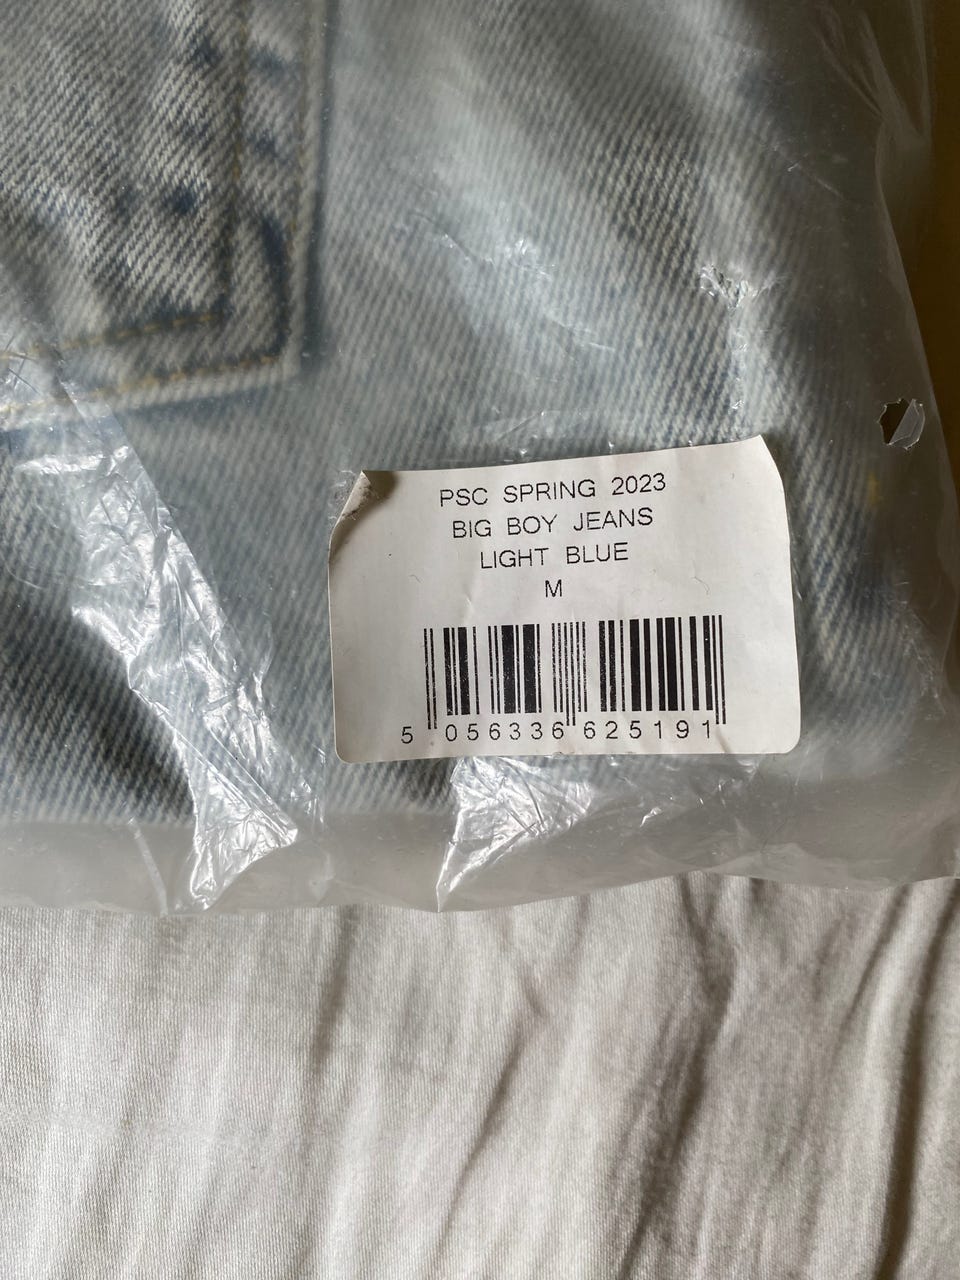 PSC SPRING 2023
BIG BOY JEANS
LIGHT BLUE
M
5 056336 625191